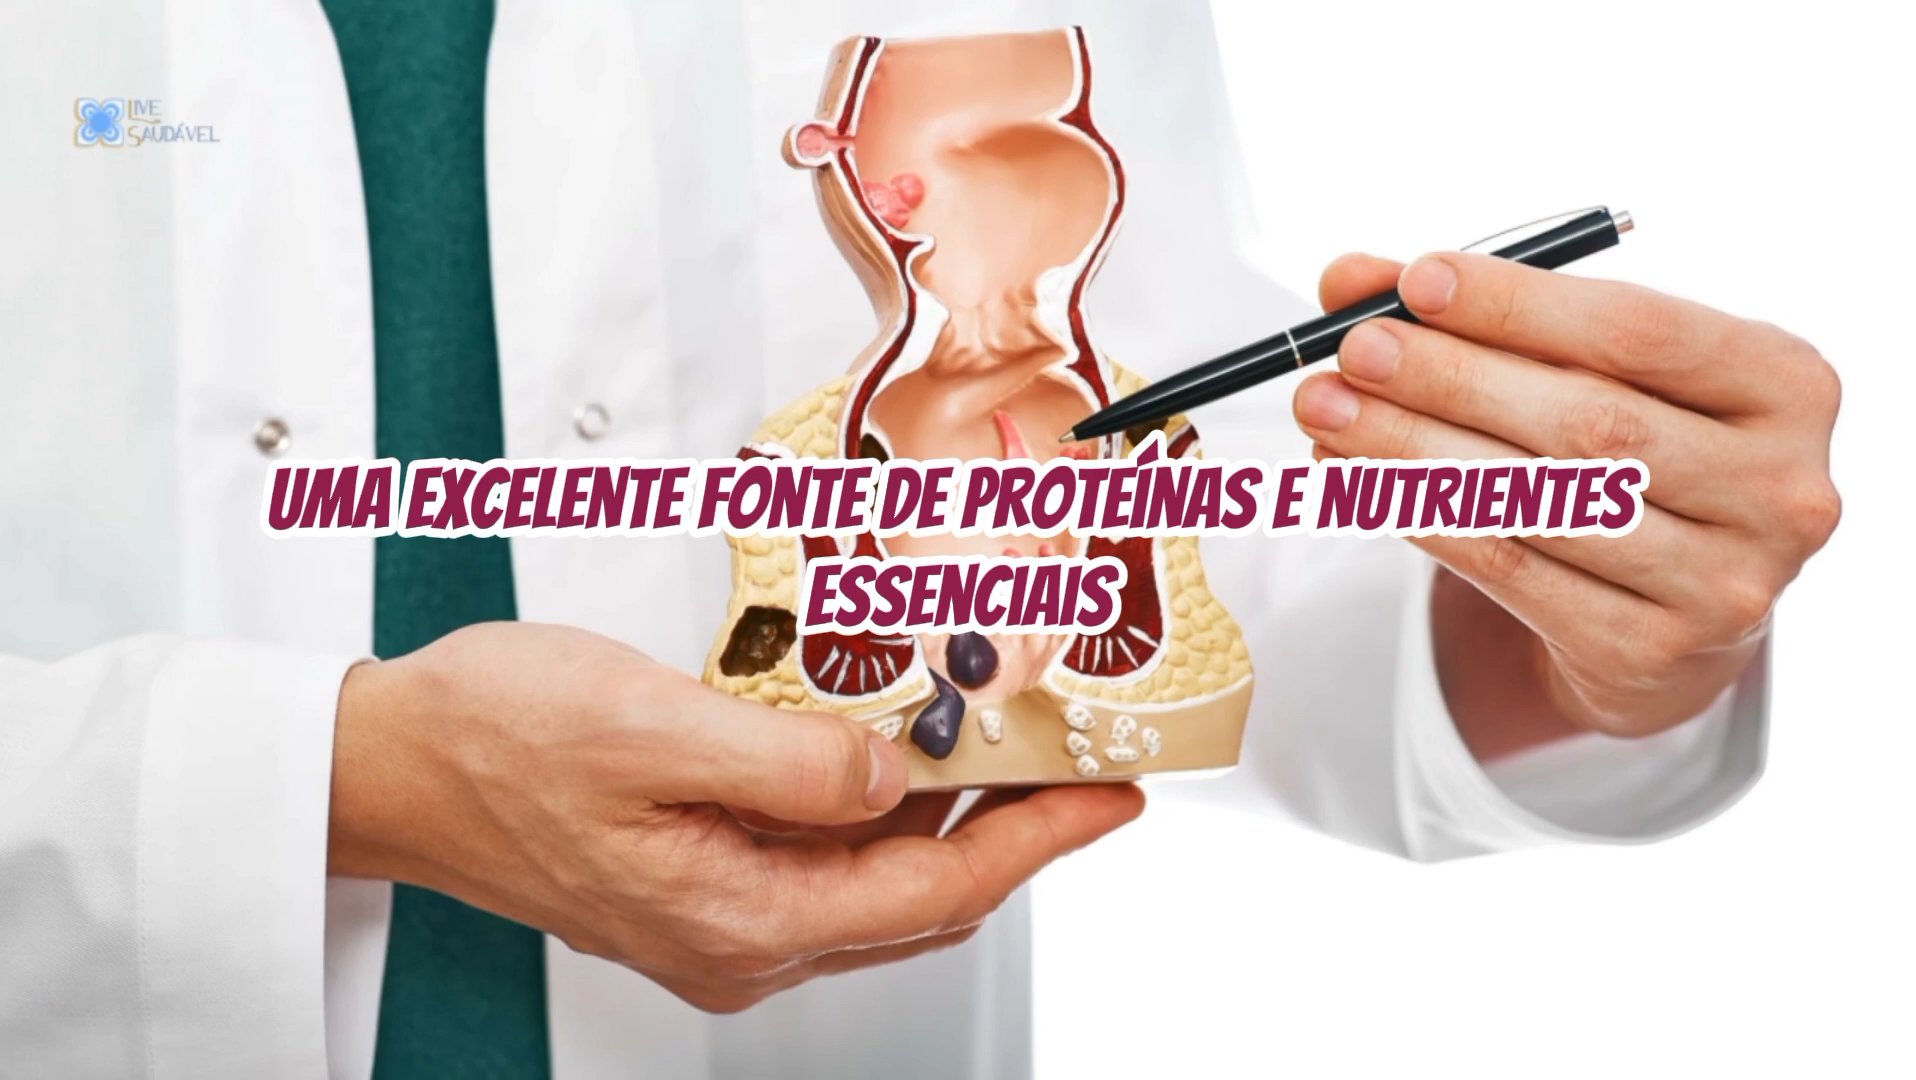 LIVE
SAUDÁVEL
UMA EXCELENTE FONTE DE PROTEÍNAS E NUTRIENTES
ESSENCIAIS